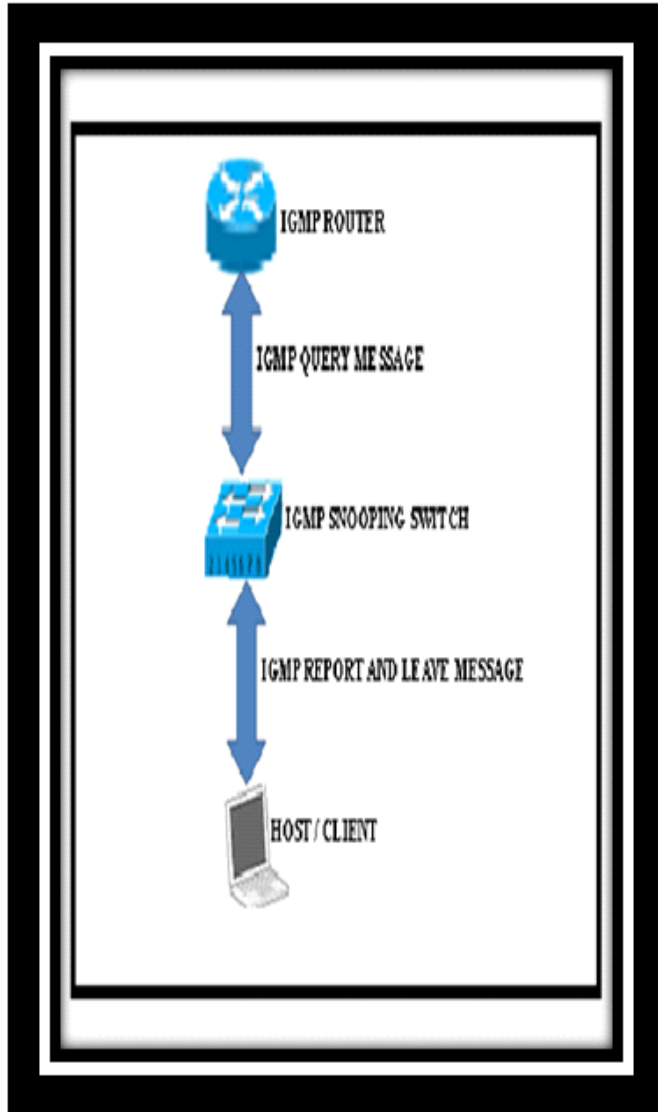 IGMP ROUTER
IGMP QUERY MESSAGE
IGMP SNOOPING SWITCH
IGMP REPORT AND LEAVE MESSAGE
HOST / CLIENT